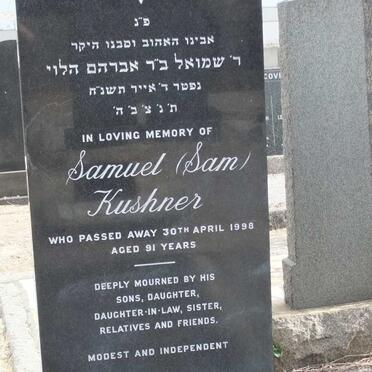 פ״נ
אבינו האהוב וסבנו היקר
ר׳ שמואל ב״ר אברהם הלוי
נפטר ד׳ אייר תשנ״ח
ת׳ נ׳ צ׳ ב׳ ה׳
IN LOVING MEMORY OF
Samuel (Sam)
Kushner
WHO PASSED AWAY 30TH APRIL 1998
AGED 91 YEARS
DEEPLY MOURNED BY HIS
SONS, DAUGHTER,
DAUGHTER-IN-LAW, SISTER,
RELATIVES AND FRIENDS.
MODEST AND INDEPENDENT